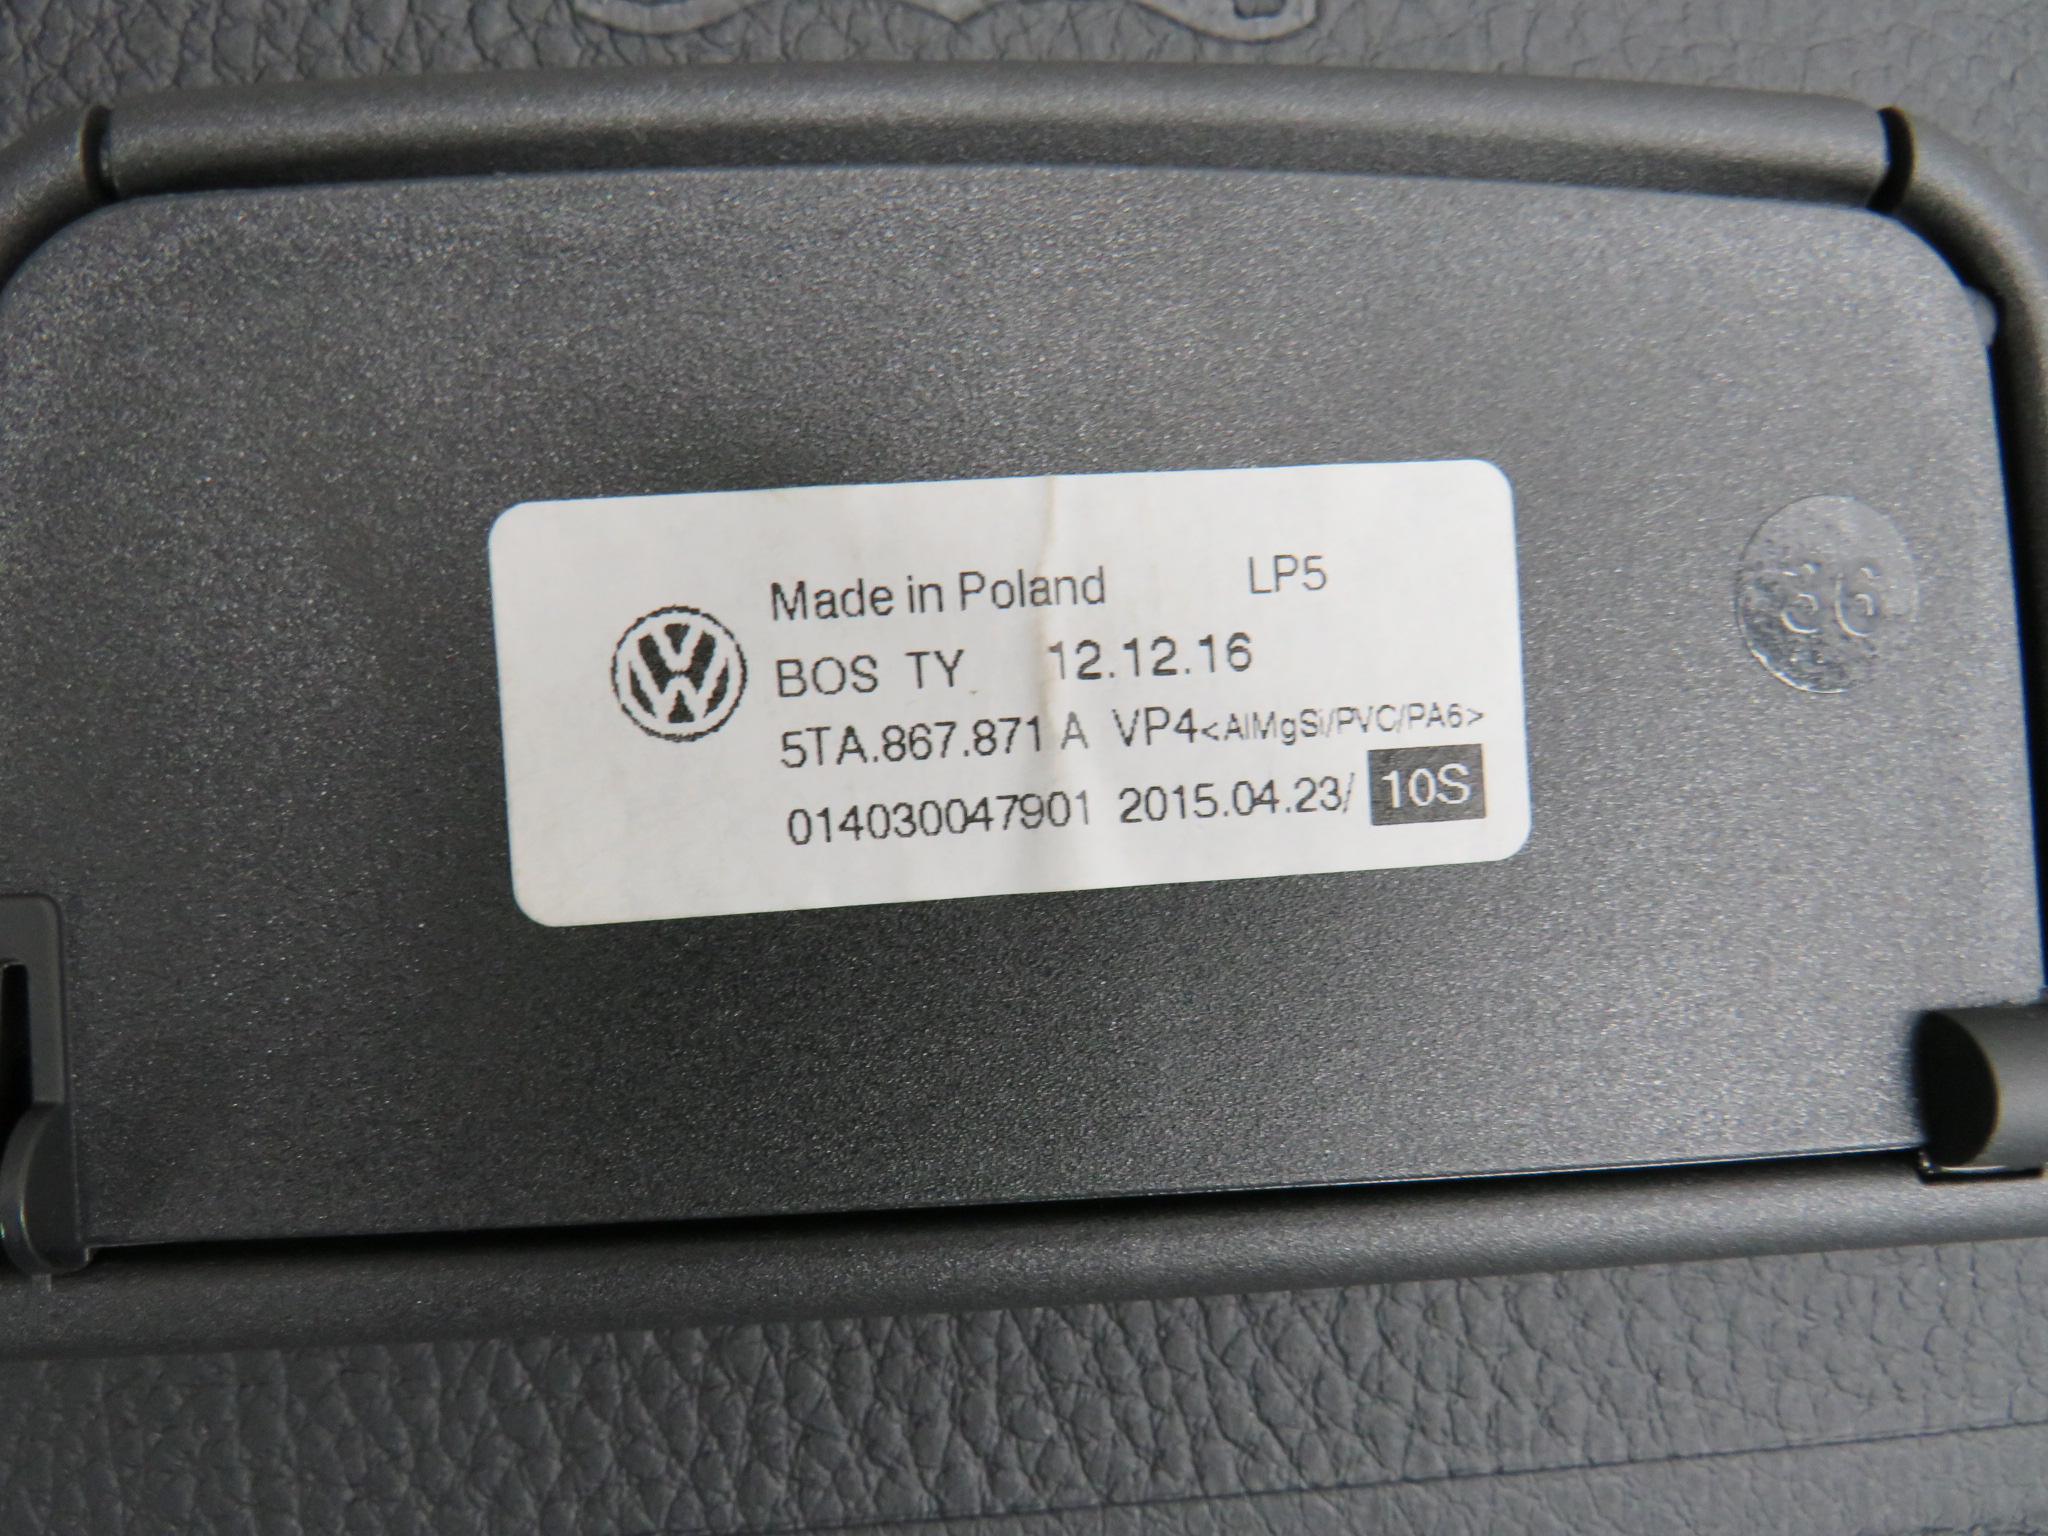 Made in Poland LP5
BOS TY 12.12.16
5TA.867.871 A VP4<AlMgSi/PVC/PA6>
014030047901 2015.04.23/ 10S
36